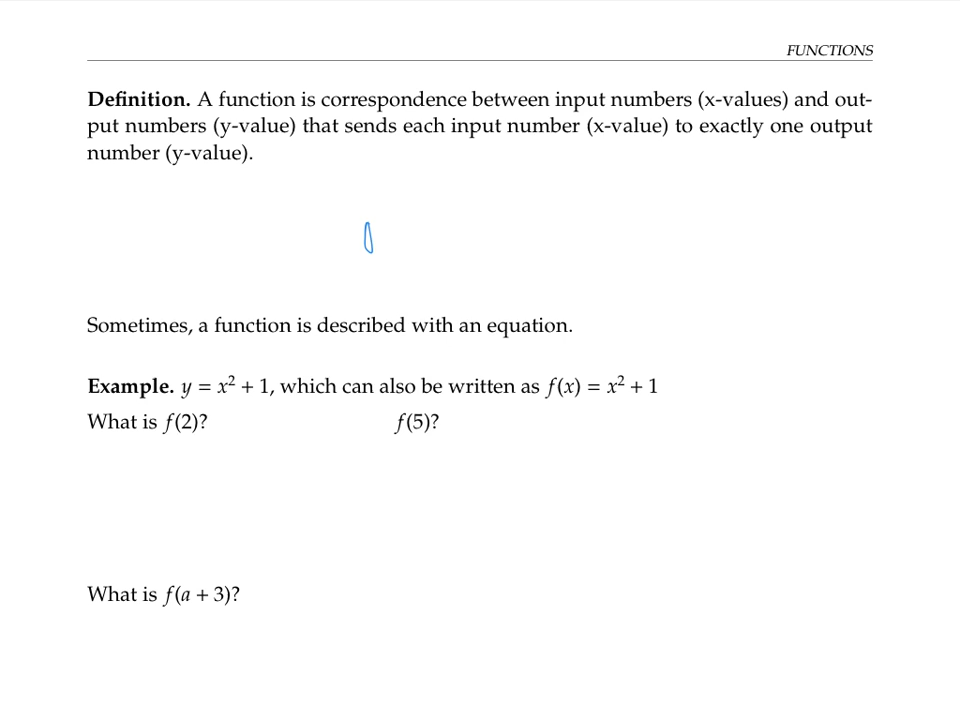 FUNCTIONS
Definition. A function is correspondence between input numbers (x-values) and out-
put numbers (y-value) that sends each input number (x-value) to exactly one output
number (y-value).
Sometimes, a function is described with an equation.
Example. y = x² + 1, which can also be written as f(x) = x² + 1
What is f(2)? f(5)?
What is f(a + 3)?